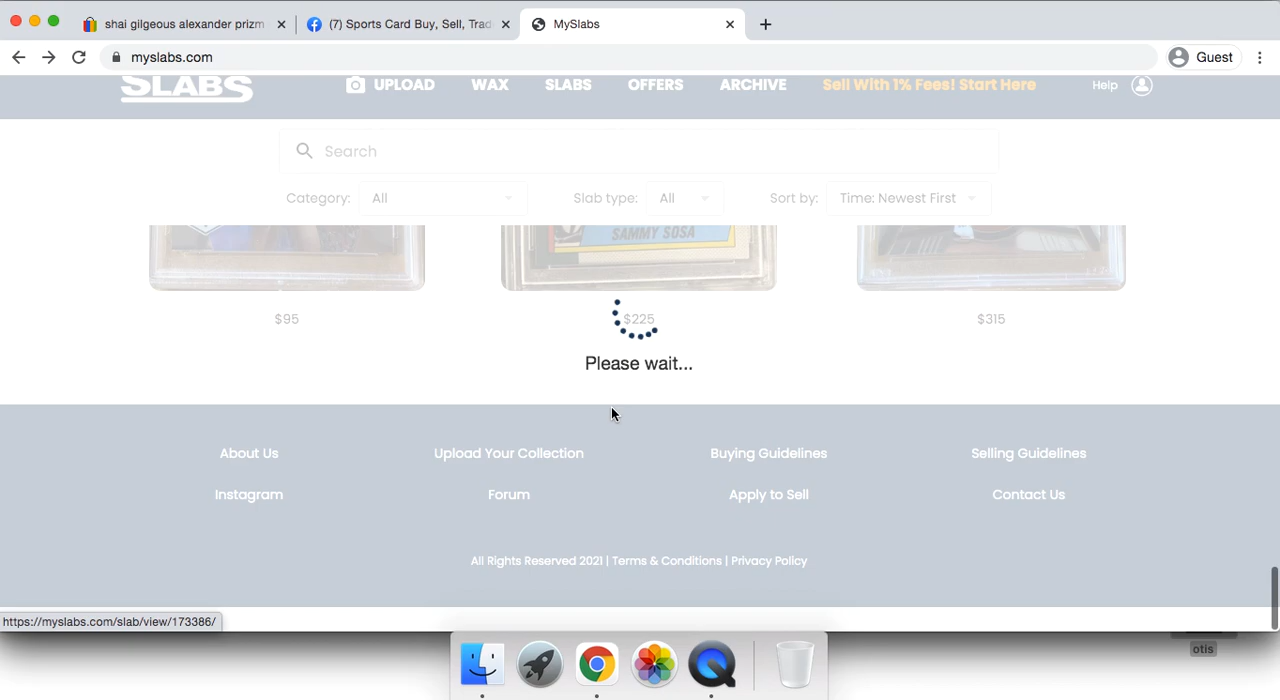 shai gilgeous alexander prizm
(7) Sports Card Buy, Sell, Trad
MySlabs
myslabs.com
Guest
SLABS
UPLOAD
WAX
SLABS
OFFERS
ARCHIVE
Sell With 1% Fees! Start Here
Help
Search
Category:
All
Slab type:
All
Sort by:
Time: Newest First
SAMMY SOSA
$95
$225
$315
Please wait...
About Us
Upload Your Collection
Buying Guidelines
Selling Guidelines
Instagram
Forum
Apply to Sell
Contact Us
All Rights Reserved 2021 | Terms & Conditions | Privacy Policy
https://myslabs.com/slab/view/173386/
otis